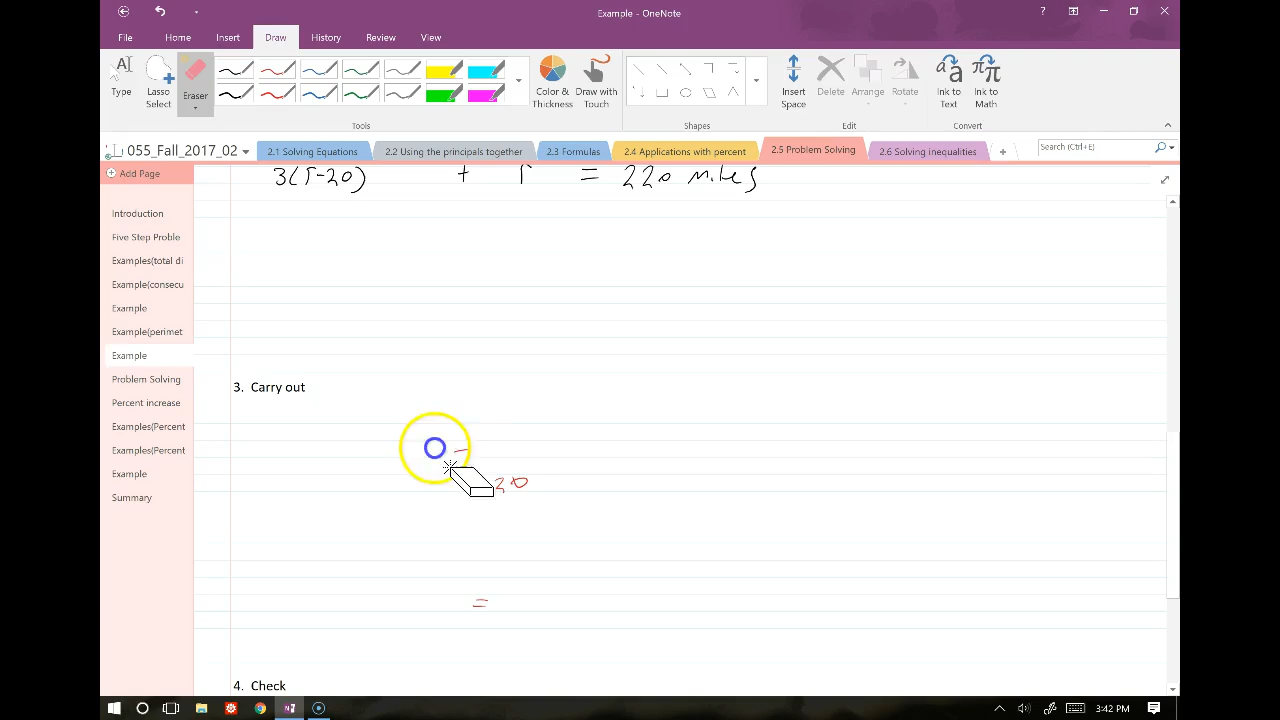 Example - OneNote
?
File Home Insert Draw History Review View
Type
Lasso Select
Eraser
Color & Thickness
Draw with Touch
Insert Space
Delete
Arrange
Rotate
Ink to Text
Ink to Math
Tools Shapes Edit Convert
055_Fall_2017_02
2.1 Solving Equations
2.2 Using the principals together
2.3 Formulas
2.4 Applications with percent
2.5 Problem Solving
2.6 Solving inequalities
Search (Ctrl+E)
Add Page
Introduction
Five Step Proble
Examples(total di
Examples(consecu
Example
Example(perimet
Example
Problem Solving
Percent increase
Examples(Percent
Examples(Percent
Example
Summary
3(r-20) + r = 220 miles
3. Carry out
-
20
=
4. Check
3:42 PM